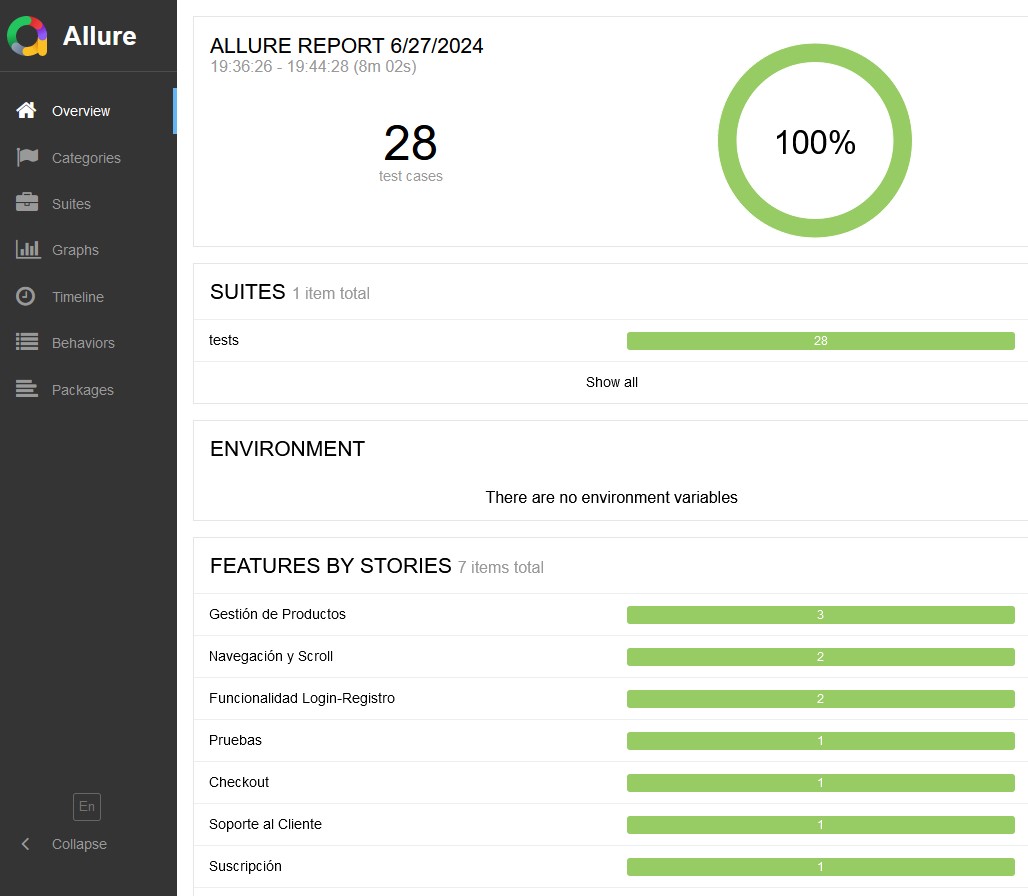 Allure
Overview
Categories
Suites
Graphs
Timeline
Behaviors
Packages
En
Collapse
ALLURE REPORT 6/27/2024
19:36:26 - 19:44:28 (8m 02s)
28
test cases
100%
SUITES 1 item total
tests 28
Show all
ENVIRONMENT
There are no environment variables
FEATURES BY STORIES 7 items total
Gestión de Productos 3
Navegación y Scroll 2
Funcionalidad Login-Registro 2
Pruebas 1
Checkout 1
Soporte al Cliente 1
Suscripción 1